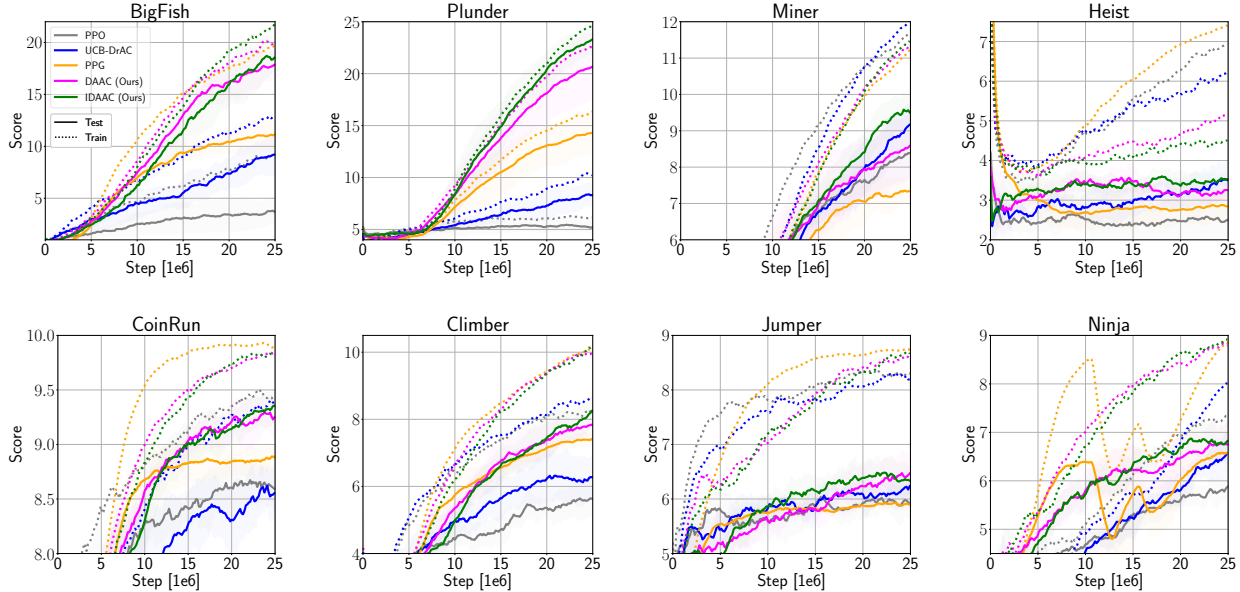 BigFish
Score
20
15
10
5
PPO
UCB-DrAC
PPG
DAAC (Ours)
IDAAC (Ours)
Test
Train
0 5 10 15 20 25
Step [1e6]
Plunder
Score
25
20
15
10
5
0 5 10 15 20 25
Step [1e6]
Miner
Score
12
11
10
9
8
7
6
0 5 10 15 20 25
Step [1e6]
Heist
Score
7
6
5
4
3
2
0 5 10 15 20 25
Step [1e6]
CoinRun
Score
10.0
9.5
9.0
8.5
8.0
0 5 10 15 20 25
Step [1e6]
Climber
Score
10
8
6
4
0 5 10 15 20 25
Step [1e6]
Jumper
Score
9
8
7
6
5
0 5 10 15 20 25
Step [1e6]
Ninja
Score
9
8
7
6
5
0 5 10 15 20 25
Step [1e6]